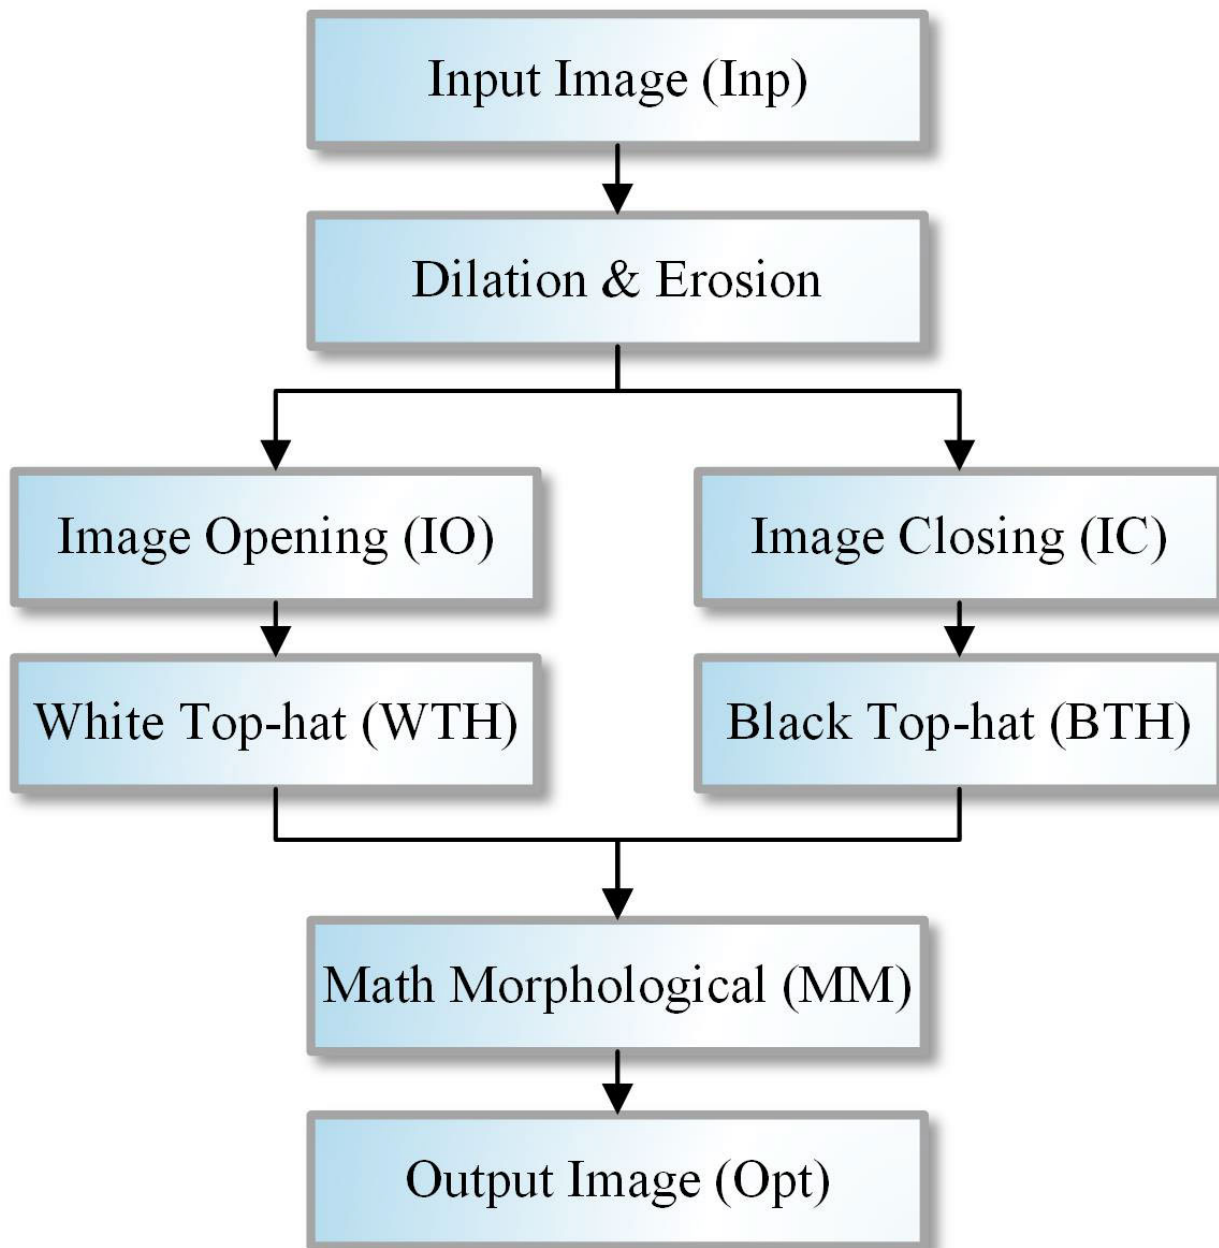 Input Image (Inp)
Dilation & Erosion
Image Opening (IO)
Image Closing (IC)
White Top-hat (WTH)
Black Top-hat (BTH)
Math Morphological (MM)
Output Image (Opt)